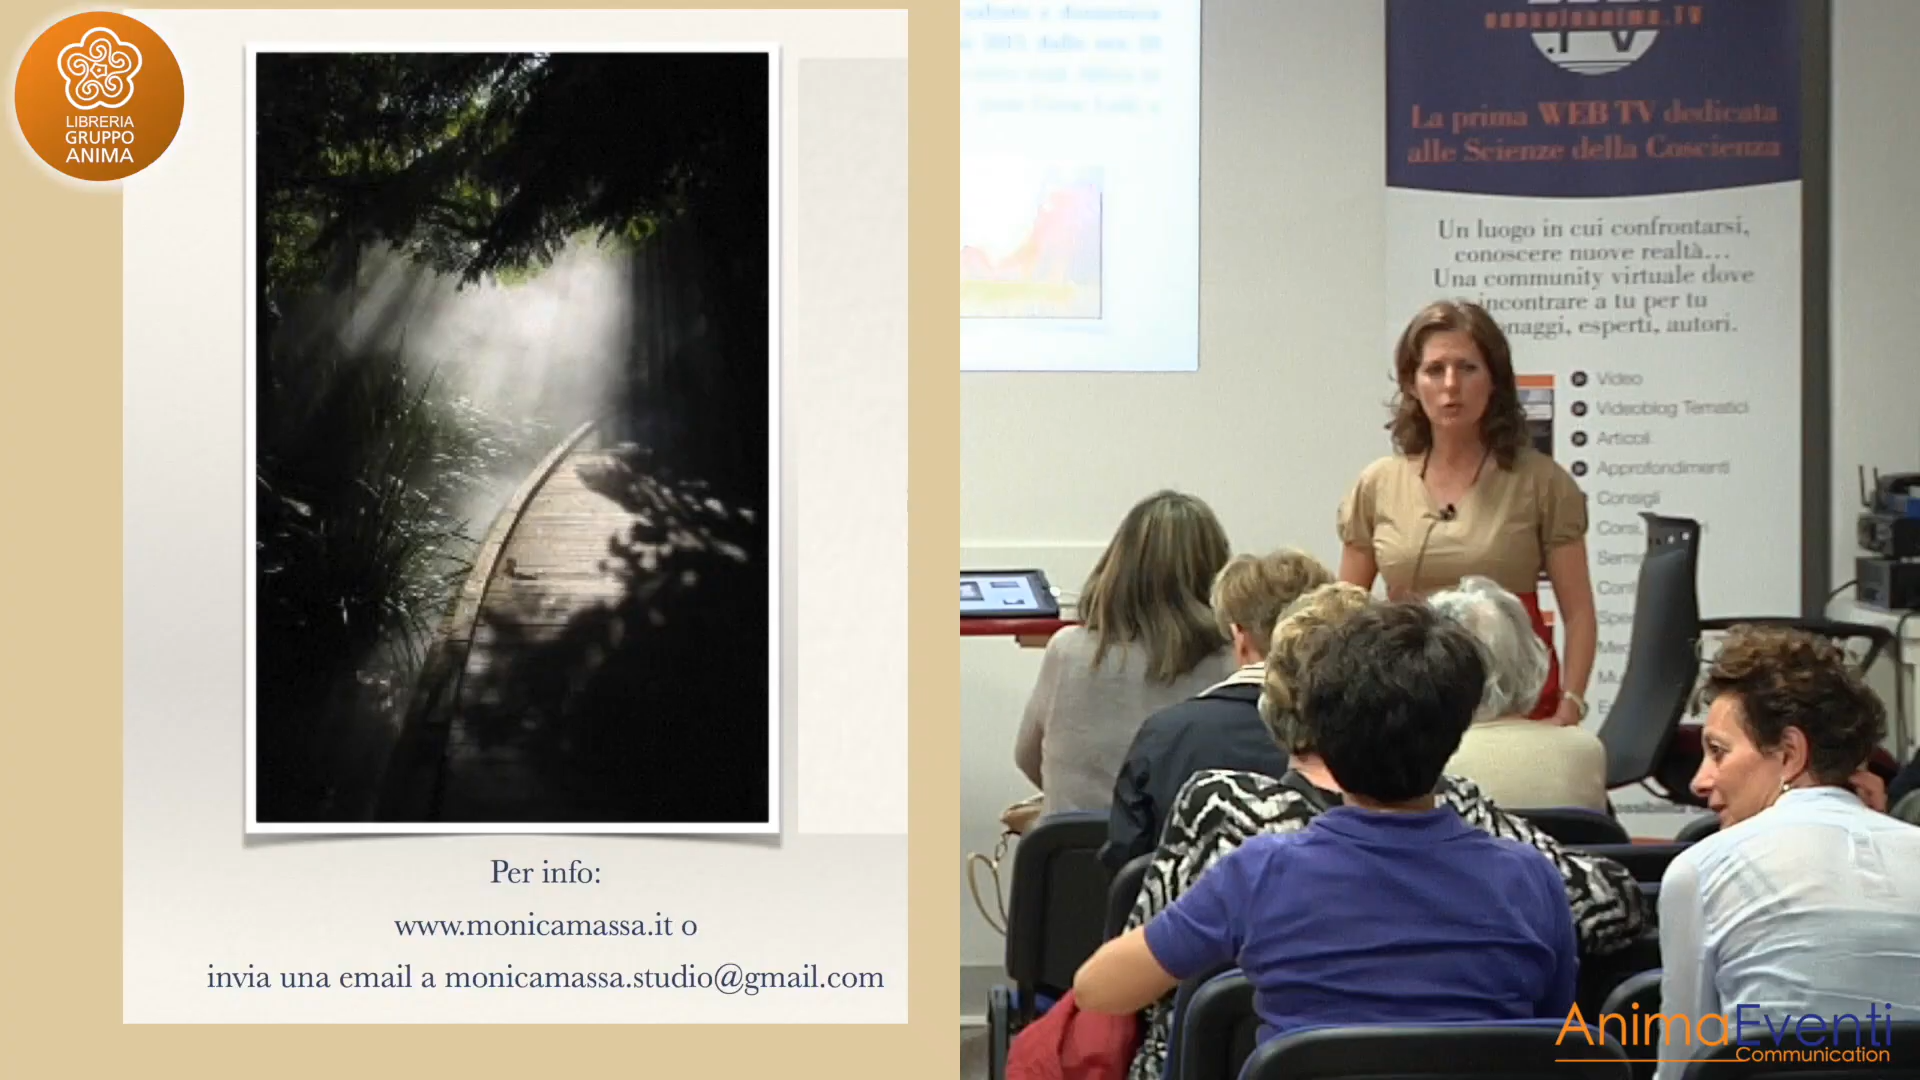 LIBRERIA
GRUPPO
ANIMA
Per info:
www.monicamassa.it o
invia una email a monicamassa.studio@gmail.com
.TV
La prima WEB TV dedicata
alle Scienze della Coscienza
Un luogo in cui confrontarsi,
conoscere nuove realtà...
Una community virtuale dove
incontrare a tu per tu
esperti, autori.
Video
Videoblog Tematici
Articoli
Approfondimenti
Consigli
AnimaEventi
Communication